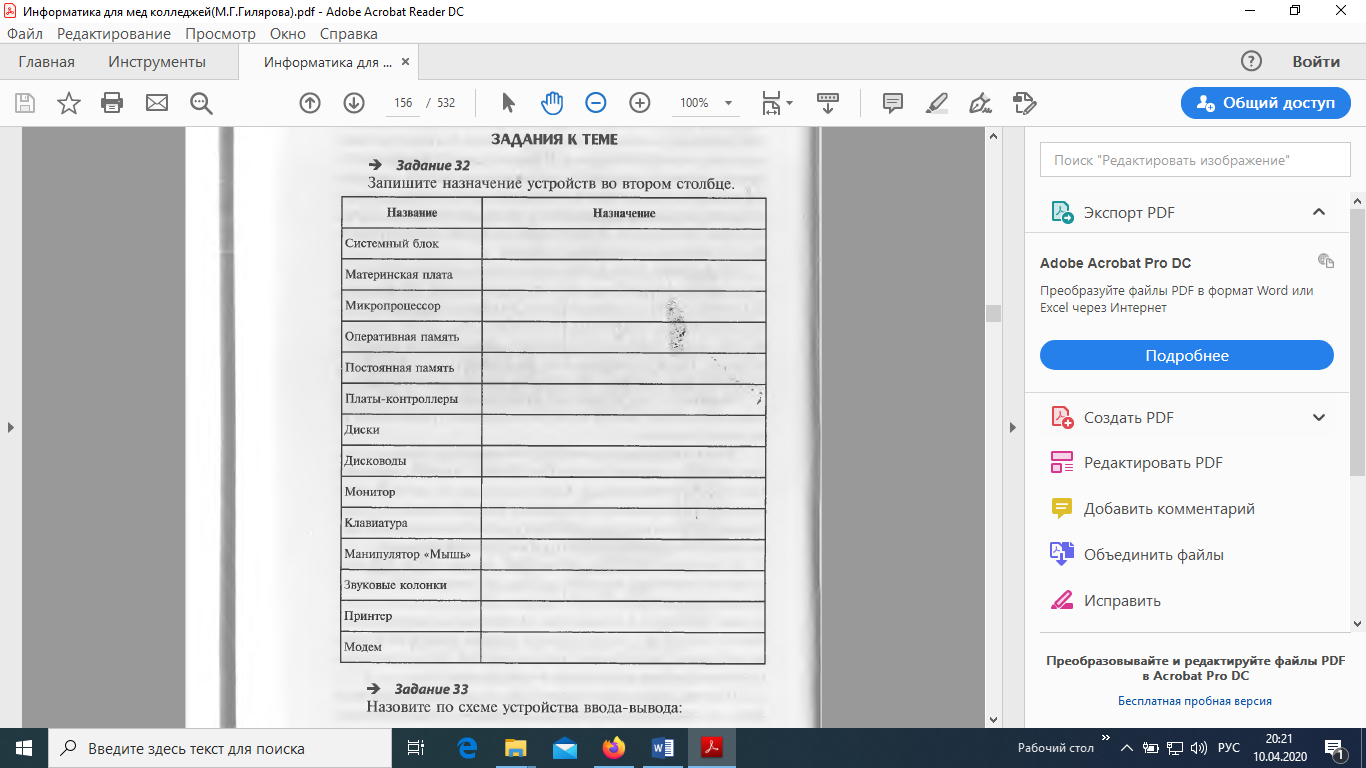 Информатика для мед колледжей(М.Г.Гилярова).pdf - Adobe Acrobat Reader DC
Файл Редактирование Просмотр Окно Справка
Главная Инструменты Информатика для ... ×
Войти
156 / 532 100% Общий доступ
ЗАДАНИЯ К ТЕМЕ
Задание 32
Запишите назначение устройств во втором столбце.
Название Назначение
Системный блок
Материнская плата
Микропроцессор
Оперативная память
Постоянная память
Платы-контроллеры
Диски
Дисководы
Монитор
Клавиатура
Манипулятор «Мышь»
Звуковые колонки
Принтер
Модем
Задание 33
Назовите по схеме устройства ввода-вывода:
Поиск "Редактировать изображение"
Экспорт PDF
Adobe Acrobat Pro DC
Преобразуйте файлы PDF в формат Word или
Excel через Интернет
Подробнее
Создать PDF
Редактировать PDF
Добавить комментарий
Объединить файлы
Исправить
Преобразовывайте и редактируйте файлы PDF
в Acrobat Pro DC
Бесплатная пробная версия
Введите здесь текст для поиска
Рабочий стол » РУС
20:21
10.04.2020
1